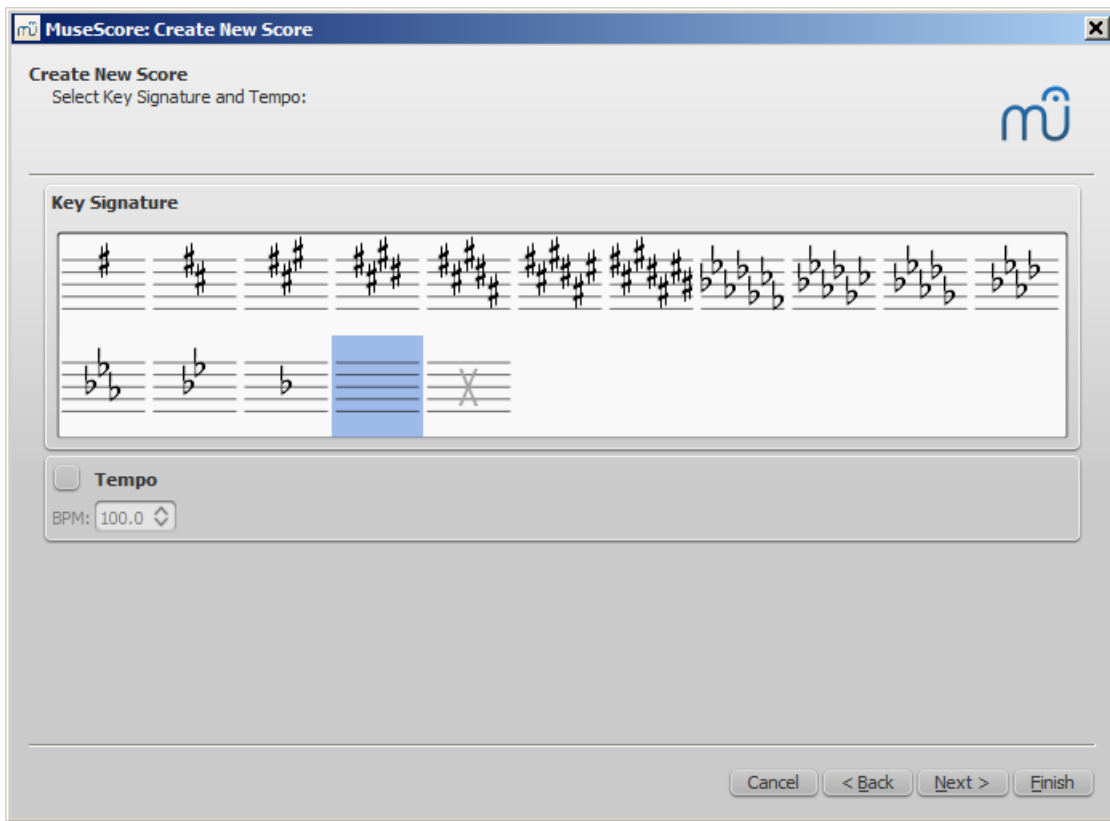 MuseScore: Create New Score
Create New Score
Select Key Signature and Tempo:
Key Signature
Tempo
BPM: 100.0
Cancel < Back Next > Finish